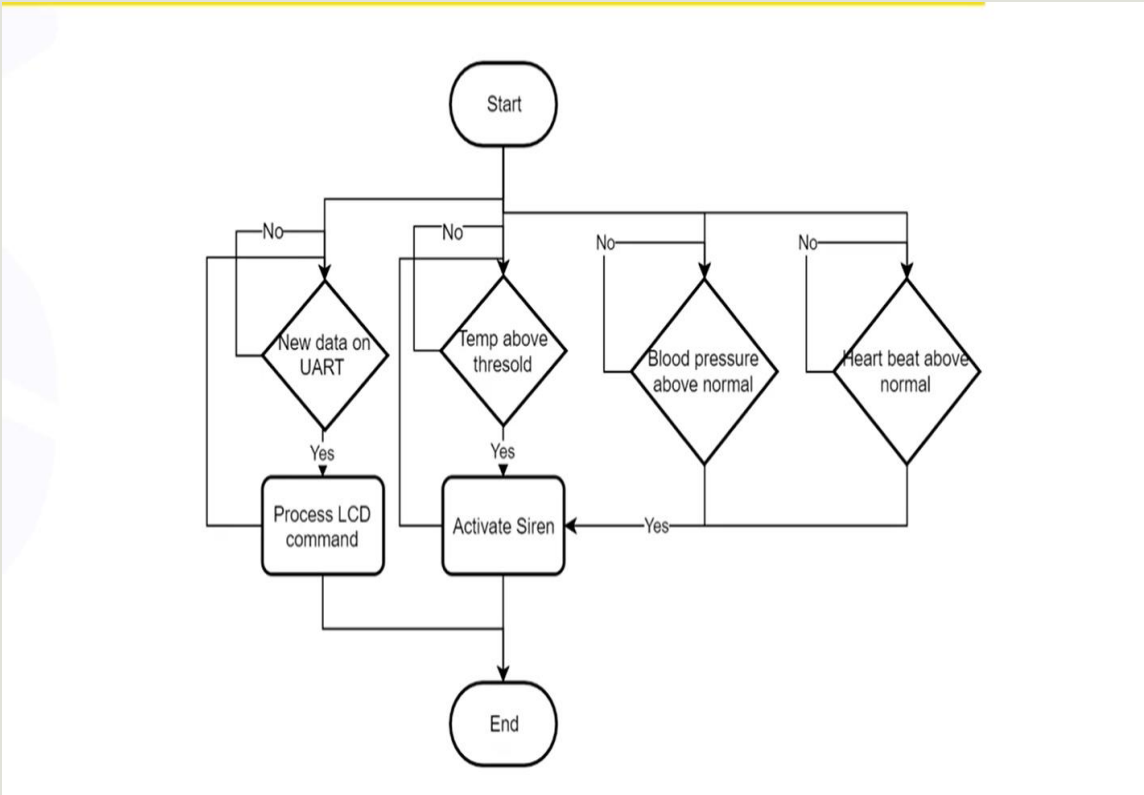 Start
No
No
No
No
New data on
UART
Temp above
thresold
Blood pressure
above normal
Heart beat above
normal
Yes
Yes
Process LCD
command
Activate Siren
Yes
End